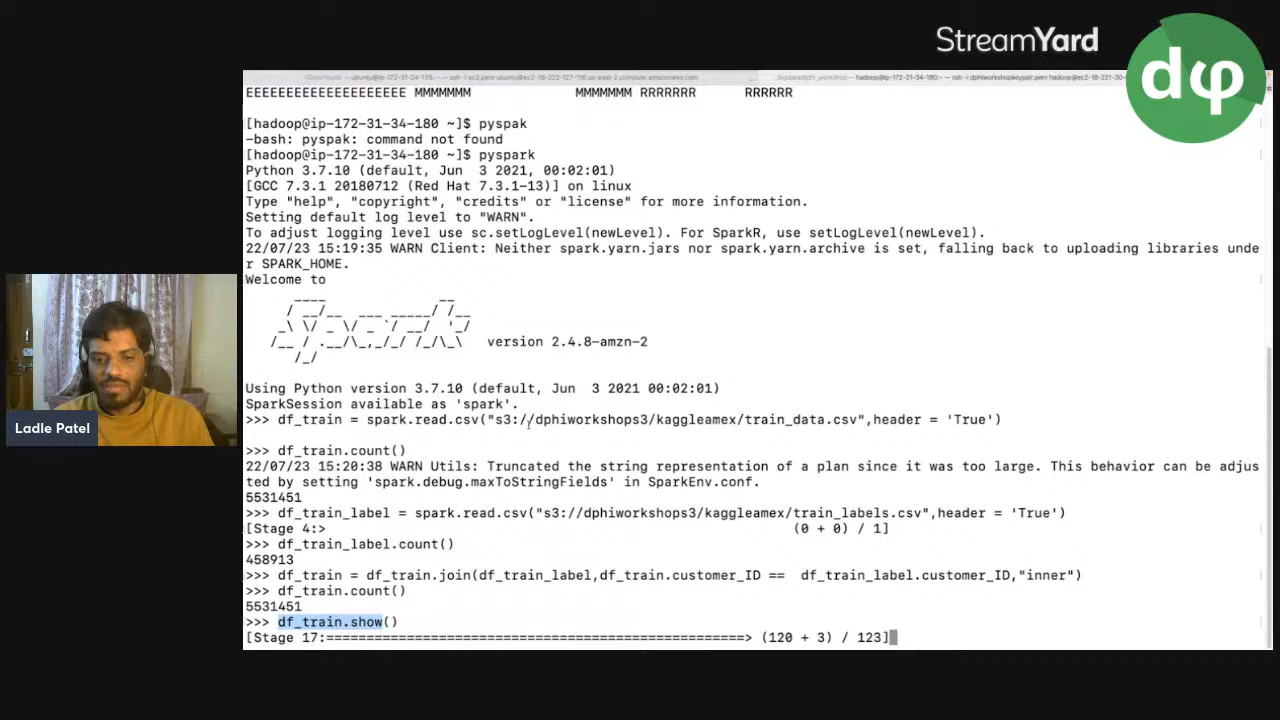 StreamYard
dφ
EEEEEEEEEEEEEEEEEEEE MMMMMMM MMMMMMM RRRRRRR RRRRRR
[hadoop@ip-172-31-34-180 ~]$ pyspak
-bash: pyspak: command not found
[hadoop@ip-172-31-34-180 ~]$ pyspark
Python 3.7.10 (default, Jun  3 2021, 00:02:01)
[GCC 7.3.1 20180712 (Red Hat 7.3.1-13)] on linux
Type "help", "copyright", "credits" or "license" for more information.
Setting default log level to "WARN".
To adjust logging level use sc.setLogLevel(newLevel). For SparkR, use setLogLevel(newLevel).
22/07/23 15:19:35 WARN Client: Neither spark.yarn.jars nor spark.yarn.archive is set, falling back to uploading libraries unde
r SPARK_HOME.
Welcome to
Spark
version 2.4.8-amzn-2
Using Python version 3.7.10 (default, Jun  3 2021 00:02:01)
SparkSession available as 'spark'.
>>> df_train = spark.read.csv("s3://dphiworkshops3/kaggleamex/train_data.csv",header = 'True')
>>> df_train.count()
22/07/23 15:20:38 WARN Utils: Truncated the string representation of a plan since it was too large. This behavior can be adjus
ted by setting 'spark.debug.maxToStringFields' in SparkEnv.conf.
5531451
>>> df_train_label = spark.read.csv("s3://dphiworkshops3/kaggleamex/train_labels.csv",header = 'True')
[Stage 4:> (0 + 0) / 1]
>>> df_train_label.count()
458913
>>> df_train = df_train.join(df_train_label,df_train.customer_ID ==  df_train_label.customer_ID,"inner")
>>> df_train.count()
5531451
>>> df_train.show()
[Stage 17:=====================================================> (120 + 3) / 123]
Ladle Patel